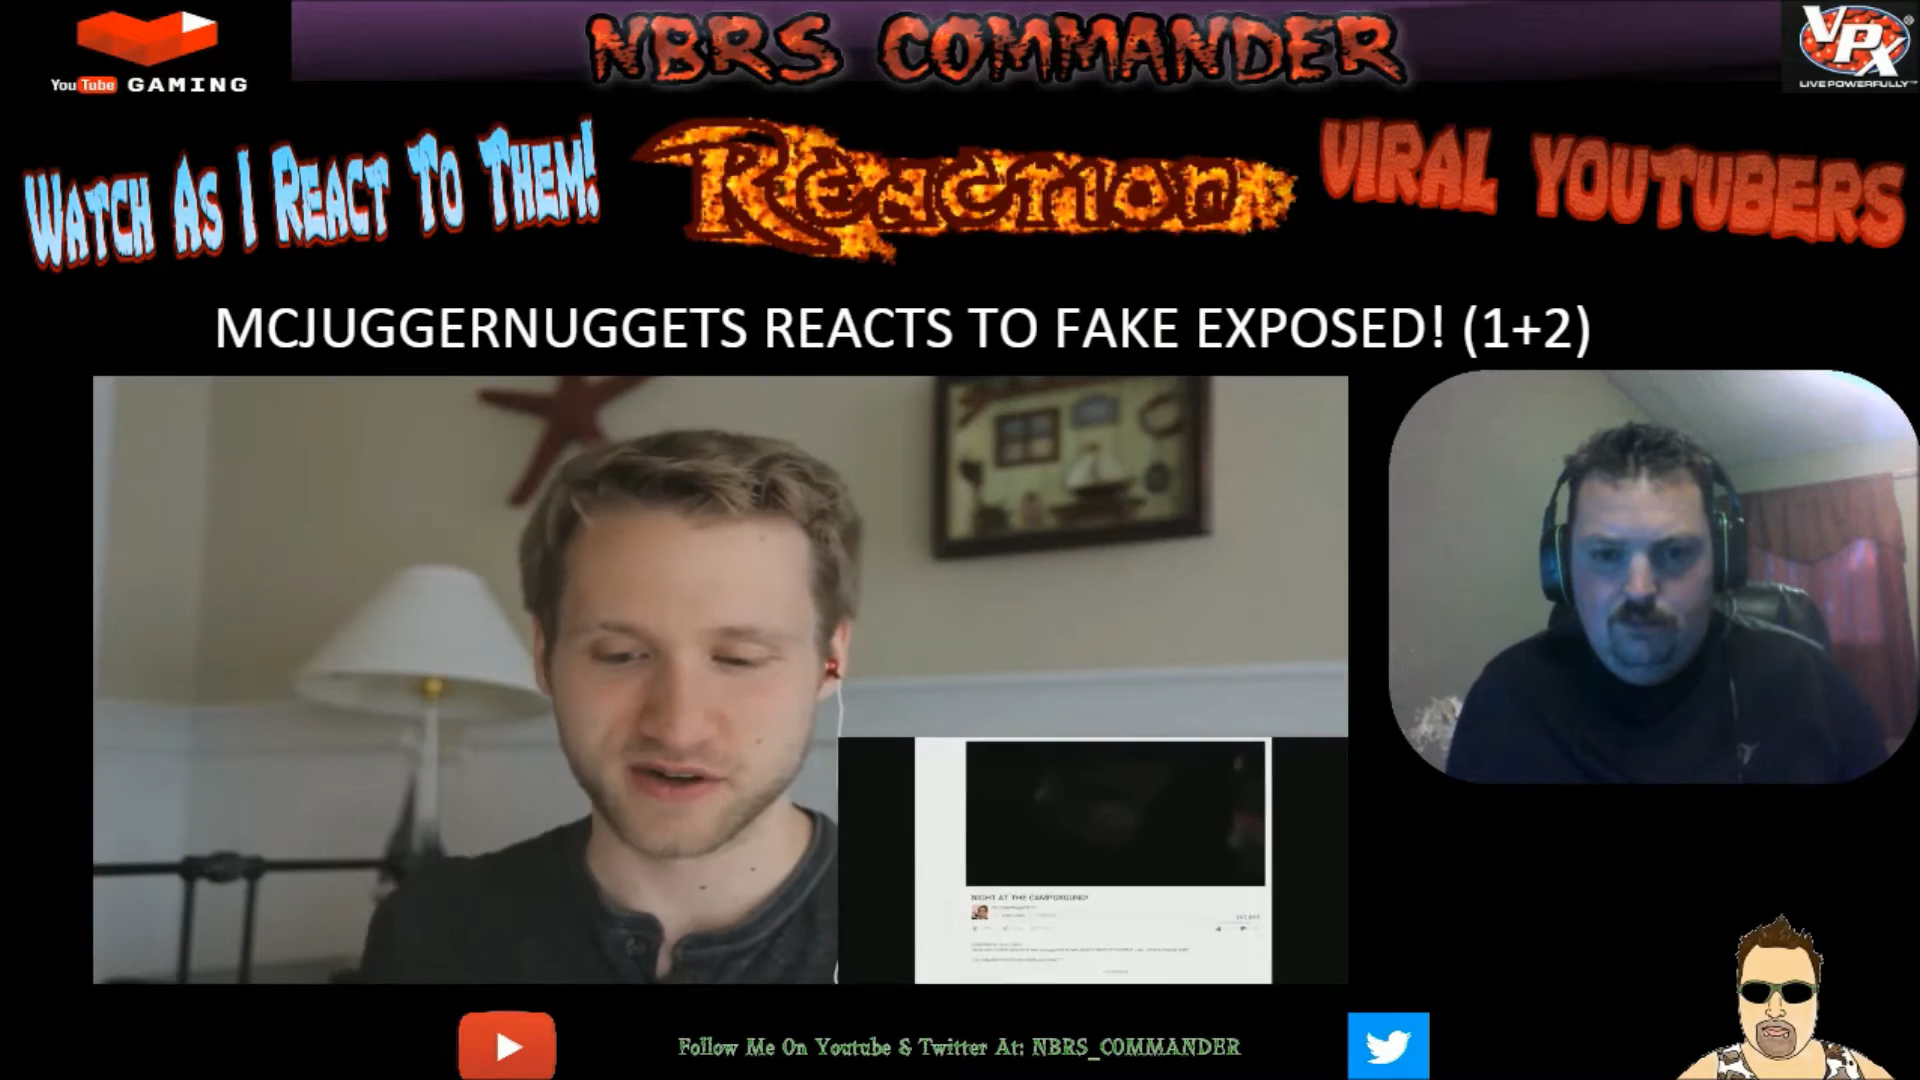 YouTube GAMING
NBRS COMMANDER
VPX
LIVE POWERFULLY
WATCH AS I REACT TO THEM!
Reaction
VIRAL YOUTUBERS
MCJUGGERNUGGETS REACTS TO FAKE EXPOSED! (1+2)
NIGHT AT THE CAMPGROUND!
Follow Me On Youtube & Twitter At: NBRS_COMMANDER